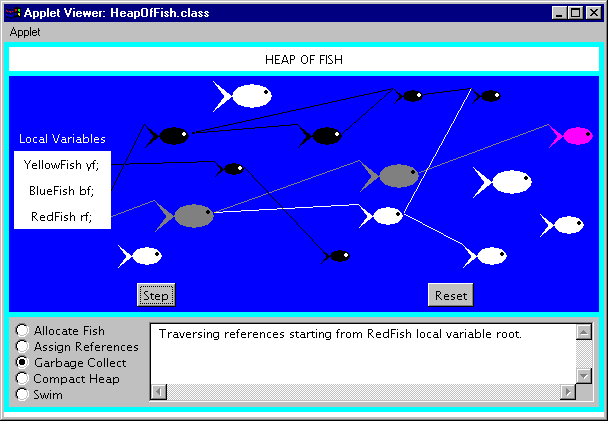 Applet Viewer: HeapOfFish.class
Applet
HEAP OF FISH
Local Variables
YellowFish yf;
BlueFish bf;
RedFish rf;
Step
Reset
Allocate Fish
Assign References
Garbage Collect
Compact Heap
Swim
Traversing references starting from RedFish local variable root.